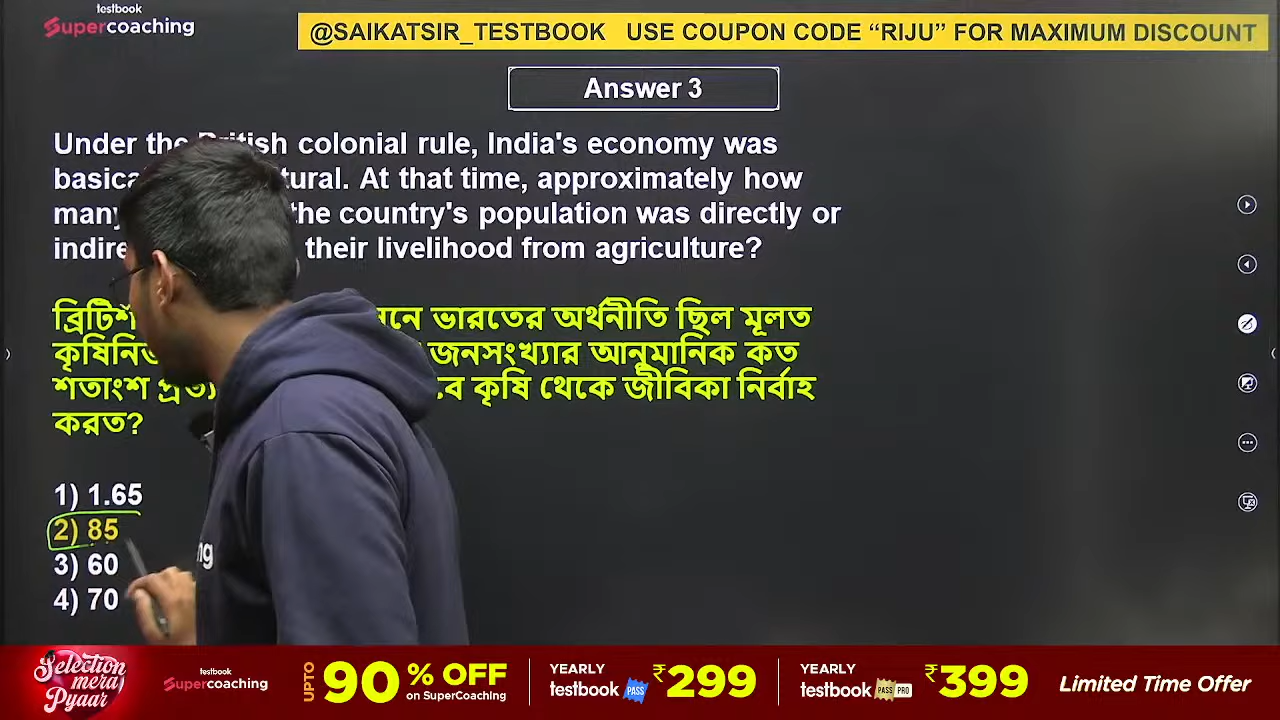 testbook
Supercoaching
@SAIKATSIR_TESTBOOK USE COUPON CODE “RIJU” FOR MAXIMUM DISCOUNT
Answer 3
Under the British colonial rule, India's economy was
tural. At that time, approximately how
many the country's population was directly or
their livelihood from agriculture?
ব্রিটিশ ভারতের অর্থনীতি ছিল মূলত
জনসংখ্যার আনুমানিক কত
শতাংশ কৃষি থেকে জীবিকা নির্বাহ
করত?
1) 1.65
2) 85
3) 60
4) 70
ng
Selection mera Pyaar
testbook
Supercoaching
UPTO 90% OFF on SuperCoaching
YEARLY testbook PASS ₹299
YEARLY testbook PASS PRO ₹399
Limited Time Offer